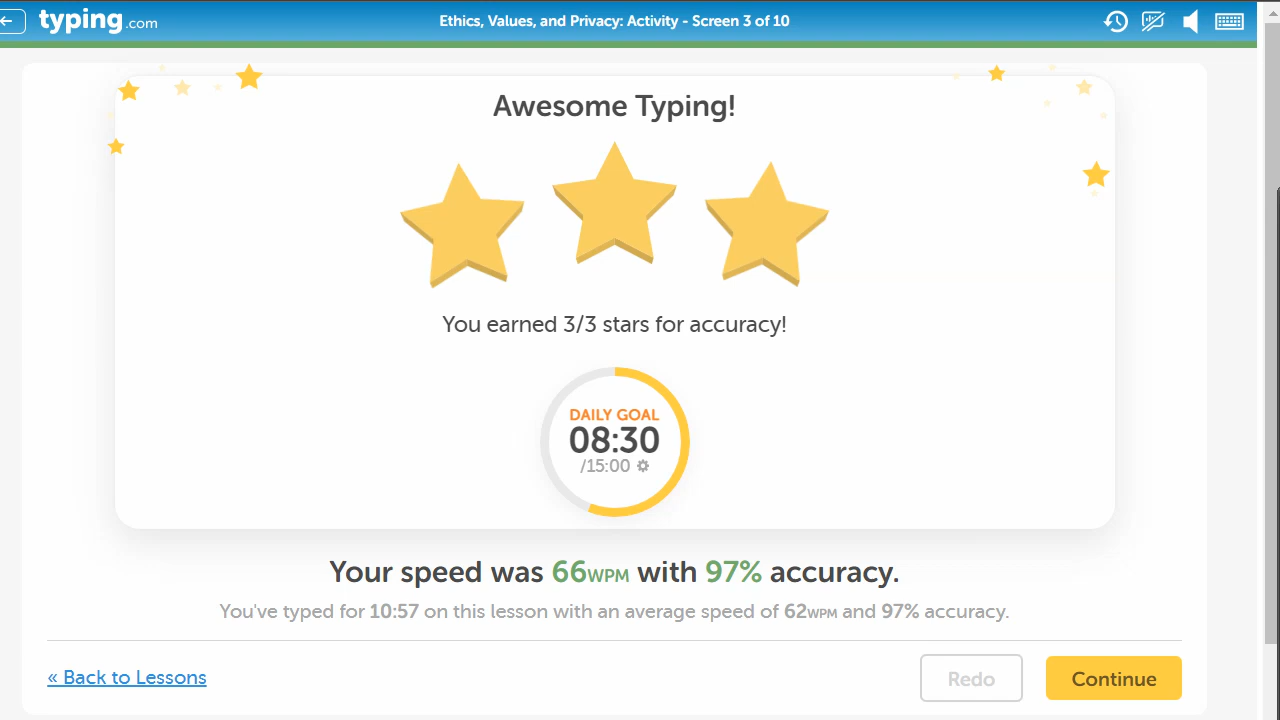 typing.com
Ethics, Values, and Privacy: Activity - Screen 3 of 10
Awesome Typing!
You earned 3/3 stars for accuracy!
DAILY GOAL
08:30
/15:00
Your speed was 66WPM with 97% accuracy.
You've typed for 10:57 on this lesson with an average speed of 62WPM and 97% accuracy.
« Back to Lessons
Redo
Continue